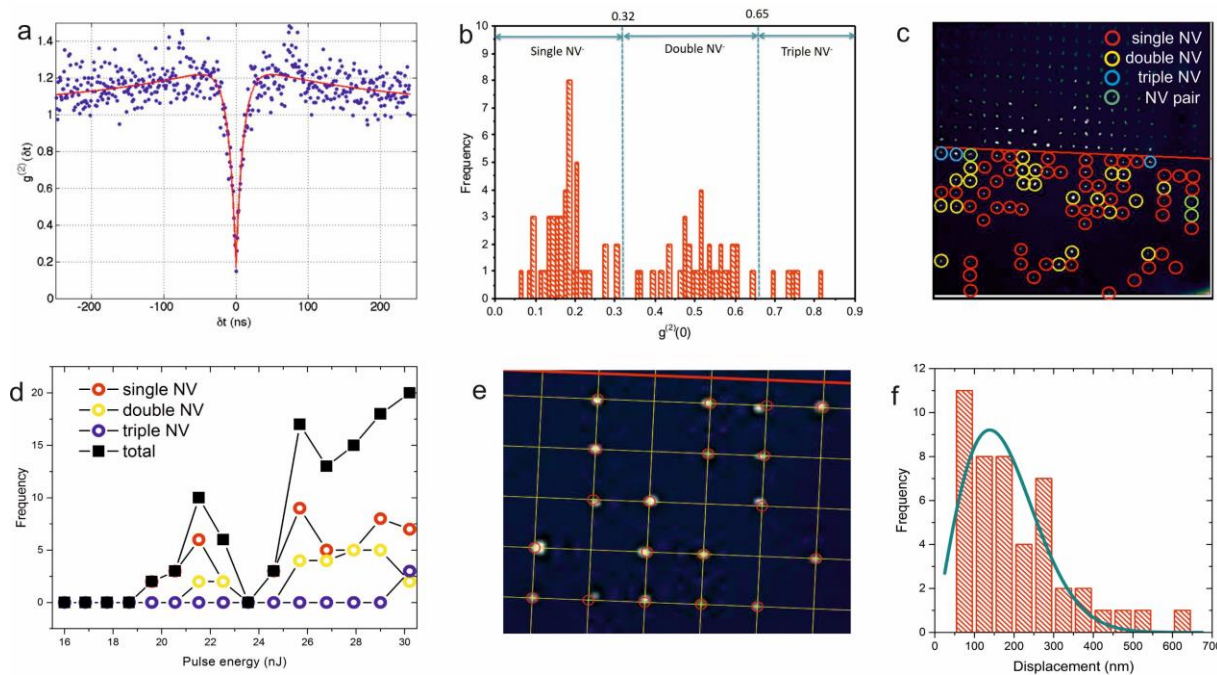 a
1.4
1.2
1.0
0.8
0.6
0.4
0.2
0
-200
-100
0
100
200
g(2) (δt)
δt (ns)
b
0.32
0.65
Single NV-
Double NV-
Triple NV-
10
9
8
7
6
5
4
3
2
1
0
0.0
0.1
0.2
0.3
0.4
0.5
0.6
0.7
0.8
0.9
Frequency
g(2)(0)
c
single NV
double NV
triple NV
NV pair
d
single NV
double NV
triple NV
total
20
15
10
5
0
16
18
20
22
24
26
28
30
Frequency
Pulse energy (nJ)
e
f
12
10
8
6
4
2
0
0
100
200
300
400
500
600
700
Frequency
Displacement (nm)